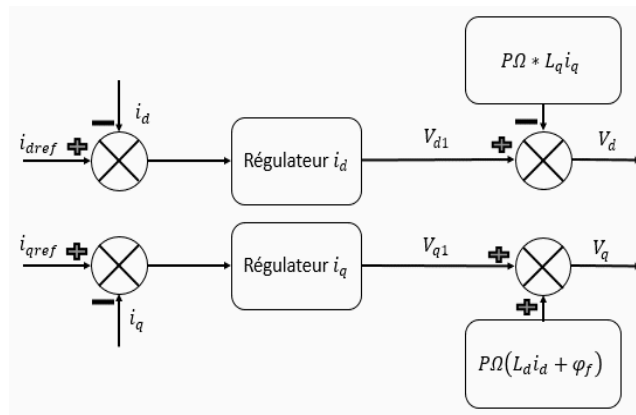 PΩ * L_q i_q
i_d
i_dref
Régulateur i_d
V_d1
V_d
i_qref
Régulateur i_q
V_q1
V_q
i_q
PΩ(L_d i_d + φ_f)